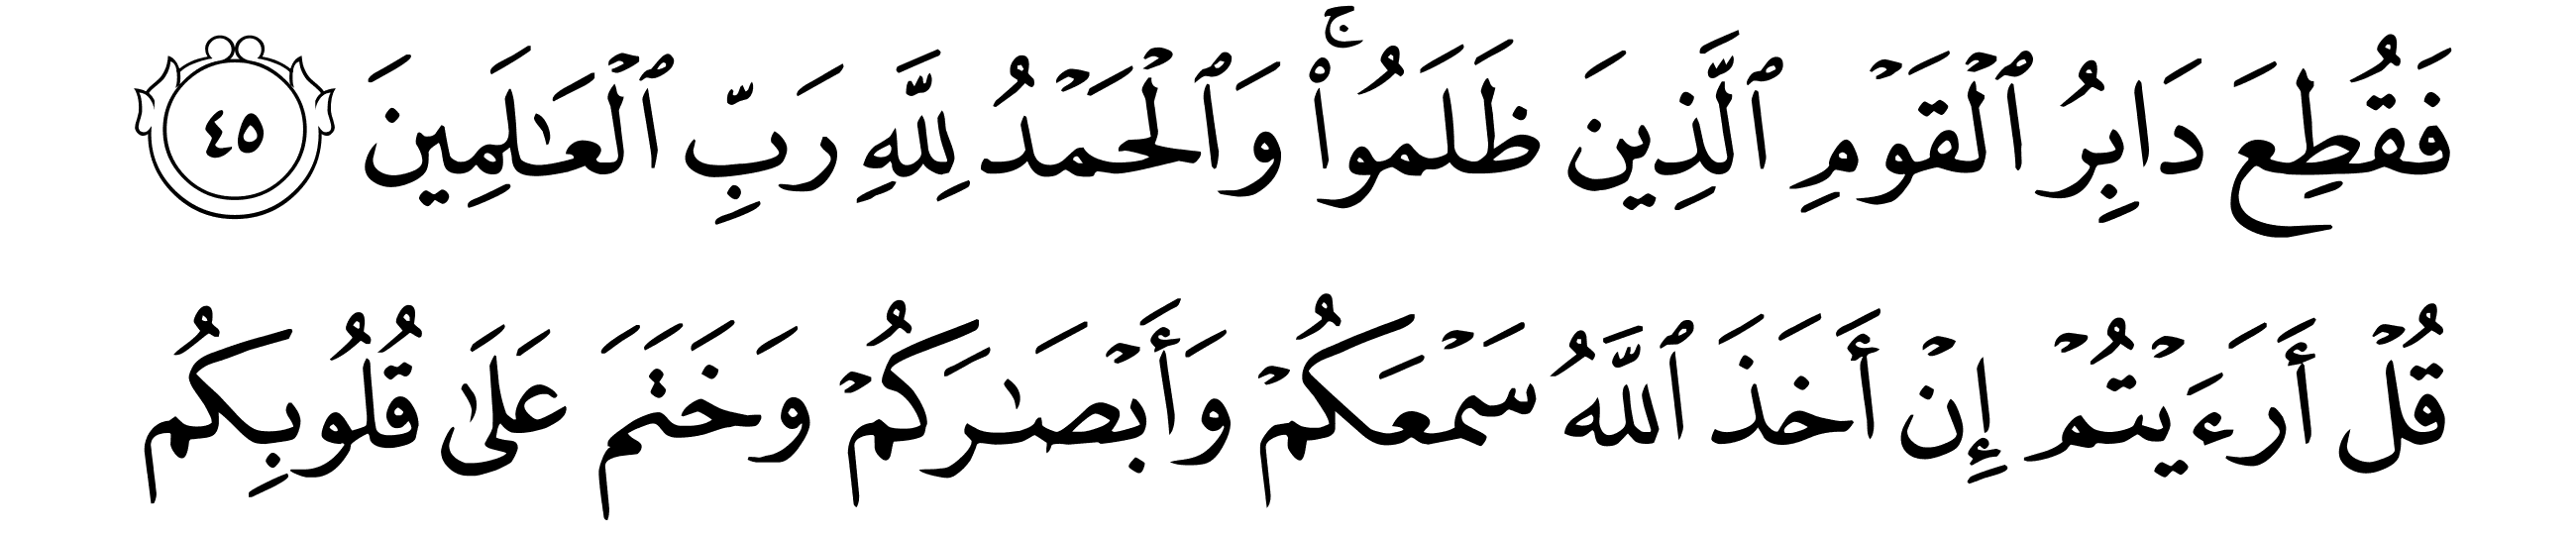 فَقُطِعَ دَابِرُ ٱلْقَوْمِ ٱلَّذِينَ ظَلَمُوا۟ ۚ وَٱلْحَمْدُ لِلَّهِ رَبِّ ٱلْعَـٰلَمِينَ ٤٥
قُلْ أَرَءَيْتُمْ إِنْ أَخَذَ ٱللَّهُ سَمْعَكُمْ وَأَبْصَـٰرَكُمْ وَخَتَمَ عَلَىٰ قُلُوبِكُم